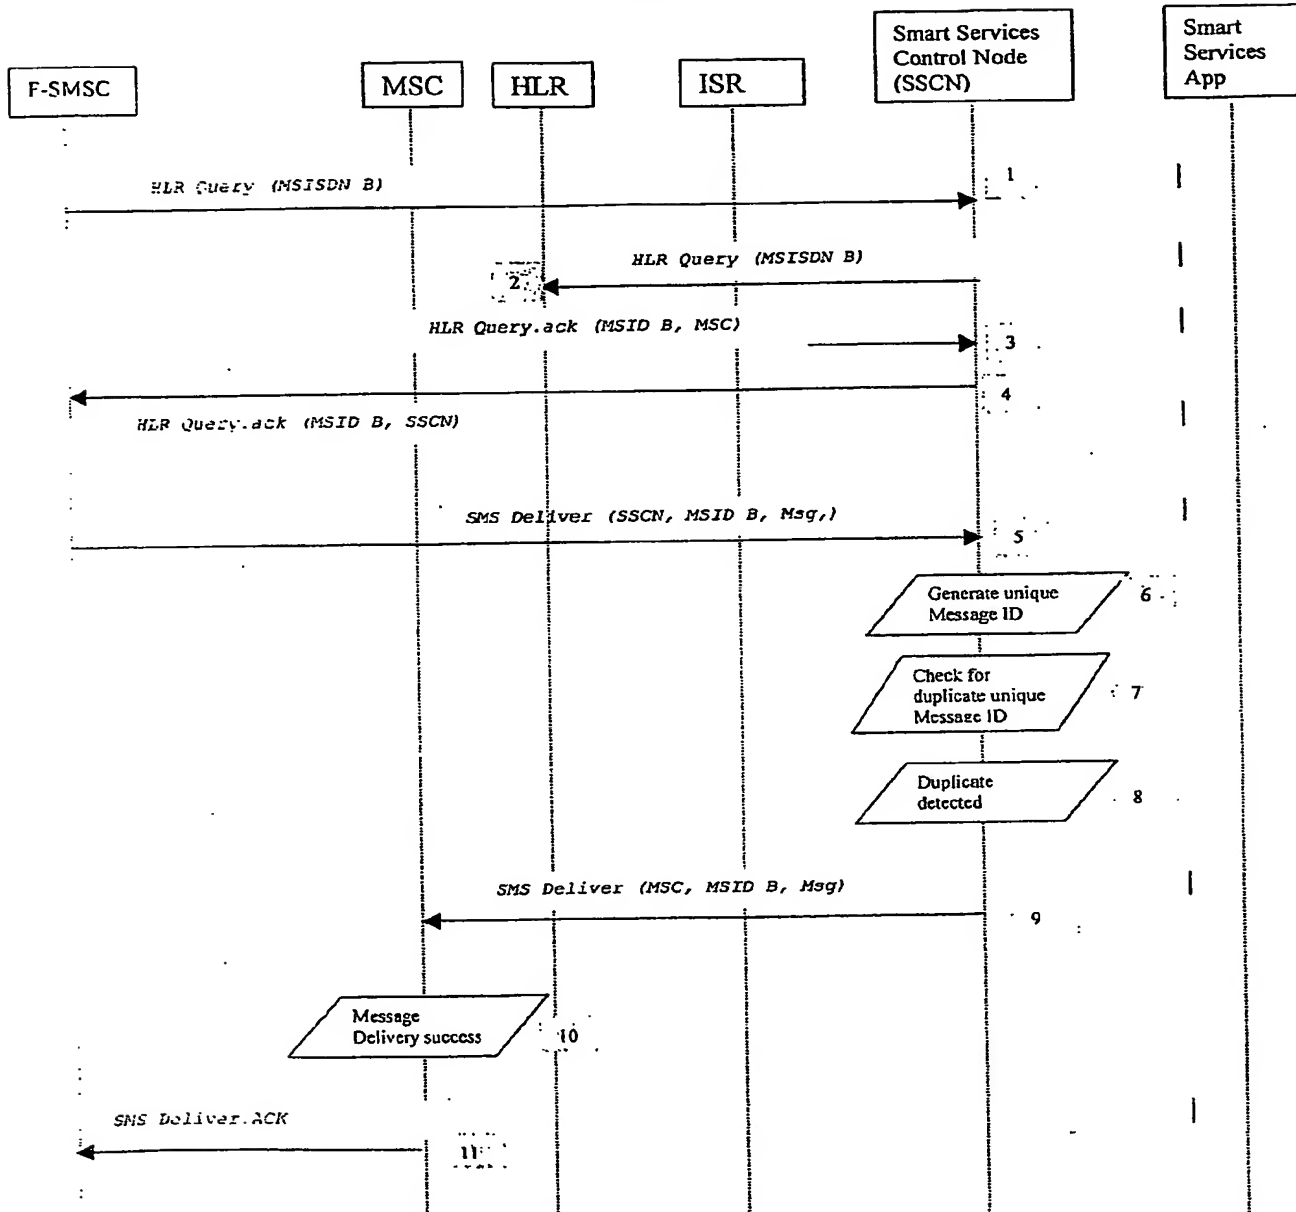 F-SMSC
MSC
HLR
ISR
Smart Services
Control Node
(SSCN)
Smart
Services
App
HLR Query (MSISDN B)
1
HLR Query (MSISDN B)
2
HLR Query.ack (MSID B, MSC)
3
4
HLR Query.ack (MSID B, SSCN)
SMS Deliver (SSCN, MSID B, Msg,)
5
Generate unique
Message ID
6
Check for
duplicate unique
Message ID
7
Duplicate
detected
8
SMS Deliver (MSC, MSID B, Msg)
9
Message
Delivery success
10
SMS Deliver.ACK
11